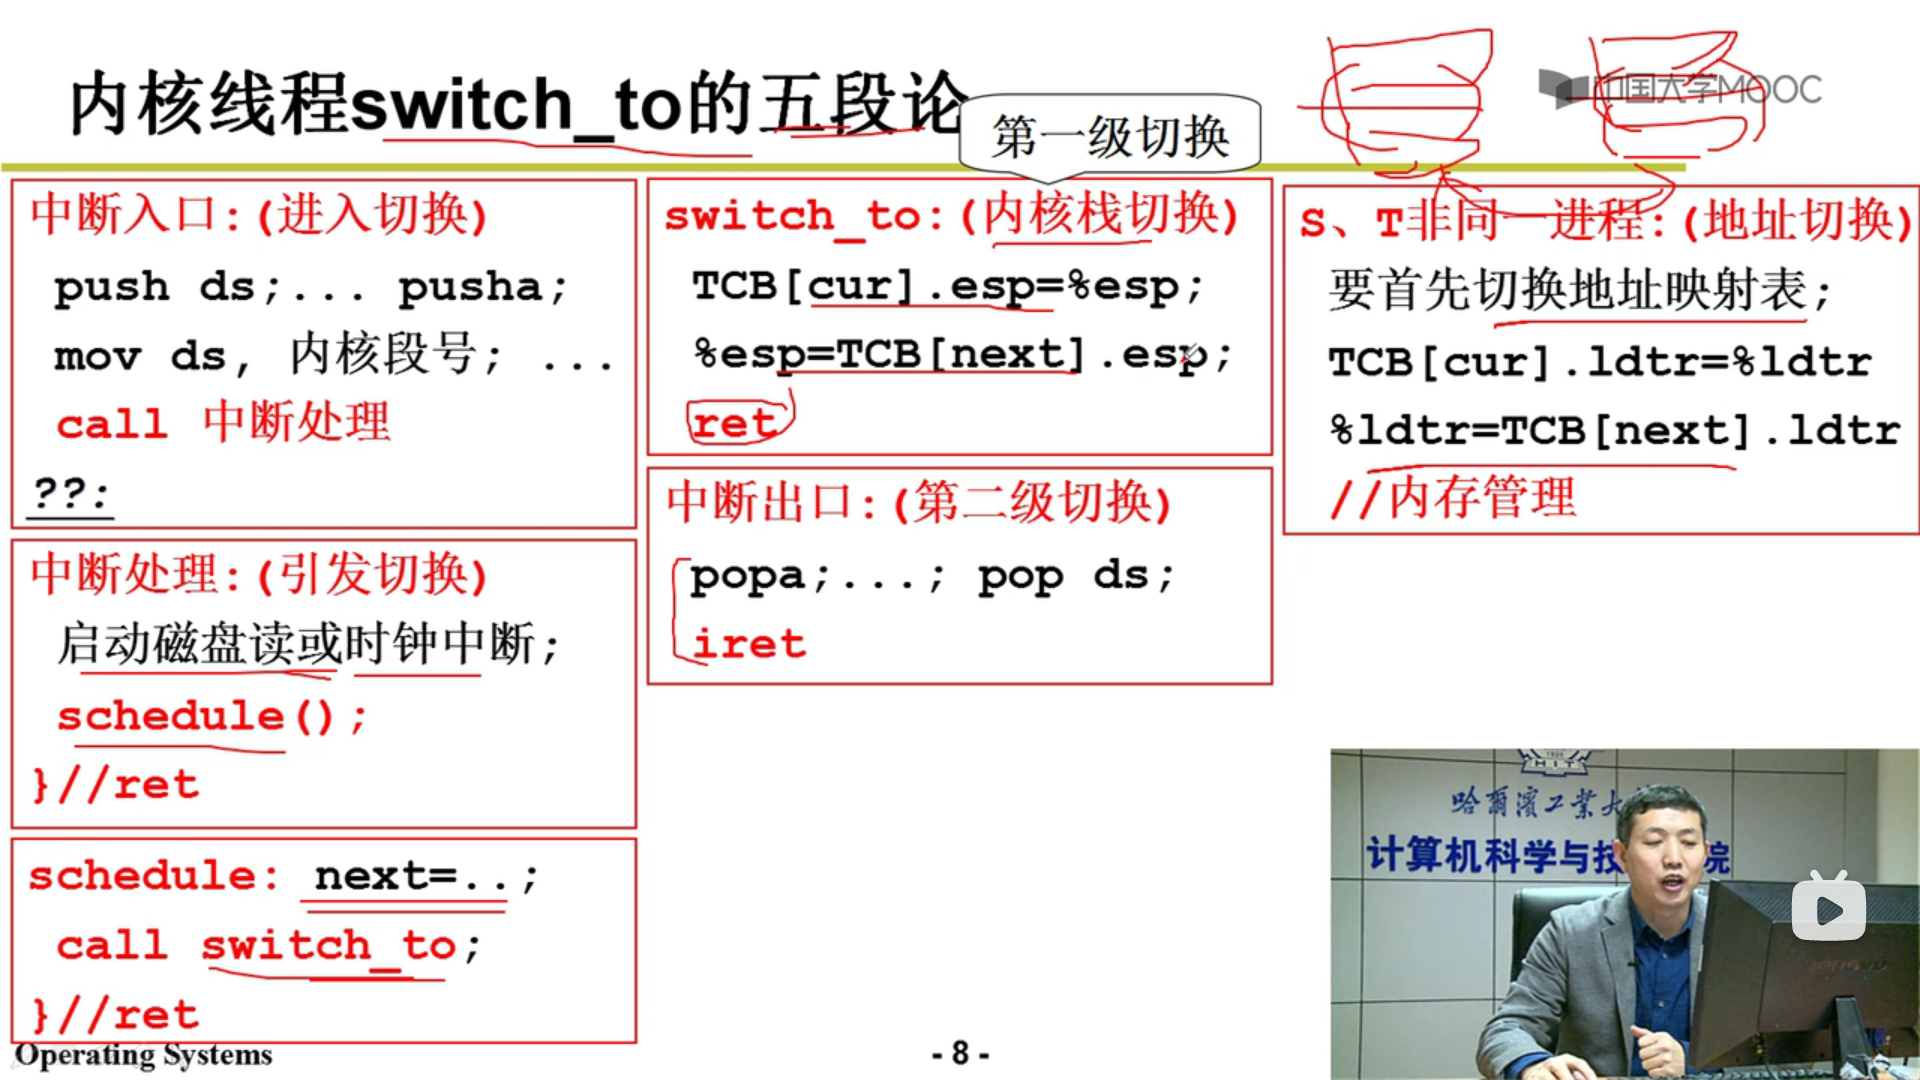 内核线程switch_to的五段论
中国大学MOOC
第一级切换
中断入口:(进入切换)
push ds;... pusha;
mov ds, 内核段号; ...
call 中断处理
??:
中断处理:(引发切换)
启动磁盘读或时钟中断;
schedule();
}//ret
schedule: next=..;
call switch_to;
}//ret
switch_to:(内核栈切换)
TCB[cur].esp=%esp;
%esp=TCB[next].esp;
ret
中断出口:(第二级切换)
popa;...; pop ds;
iret
S、T非同一进程:(地址切换)
要首先切换地址映射表;
TCB[cur].ldtr=%ldtr
%ldtr=TCB[next].ldtr
//内存管理
哈爾濱工業大
计算机科学与技 院
Operating Systems
- 8 -